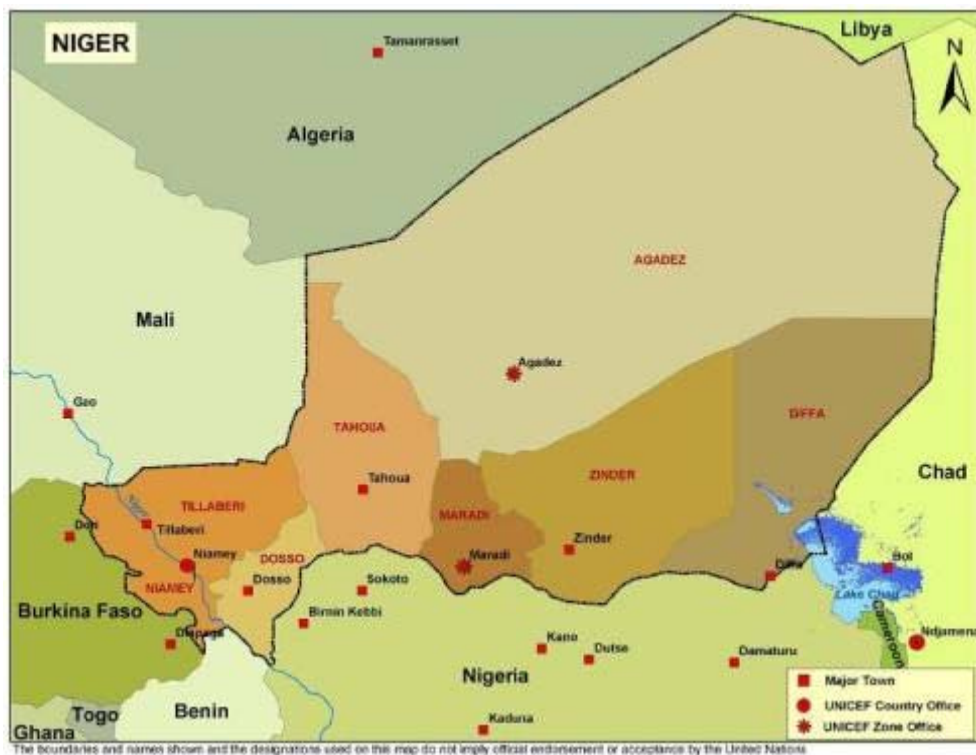 NIGER
Libya
N
Tamanrasset
Algeria
AGADEZ
Mali
Agadez
Gao
DIFFA
TAHOUA
Chad
ZINDER
Tahoua
MARADI
Niger
TILLABERI
Tillaberi
Dori
Zinder
Bol
Niamey
DOSSO
Maradi
Diffa
NIAMEY
Dosso
Sokoto
Lake Chad
Burkina Faso
Birnin Kebbi
Cameroon
Ndjamena
Diapaga
Kano
Dutse
Damaturu
Nigeria
Major Town
Benin
Togo
UNICEF Country Office
Ghana
Kaduna
UNICEF Zone Office
The boundaries and names shown and the designations used on this map do not imply official endorsement or acceptance by the United Nations